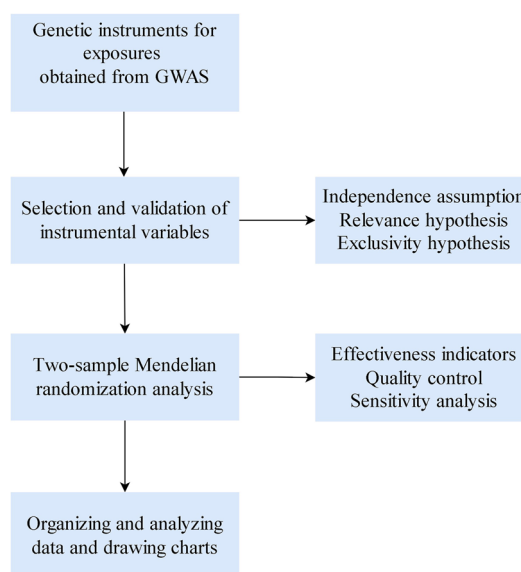 Genetic instruments for
exposures
obtained from GWAS
Selection and validation of
instrumental variables
Independence assumption
Relevance hypothesis
Exclusivity hypothesis
Two-sample Mendelian
randomization analysis
Effectiveness indicators
Quality control
Sensitivity analysis
Organizing and analyzing
data and drawing charts